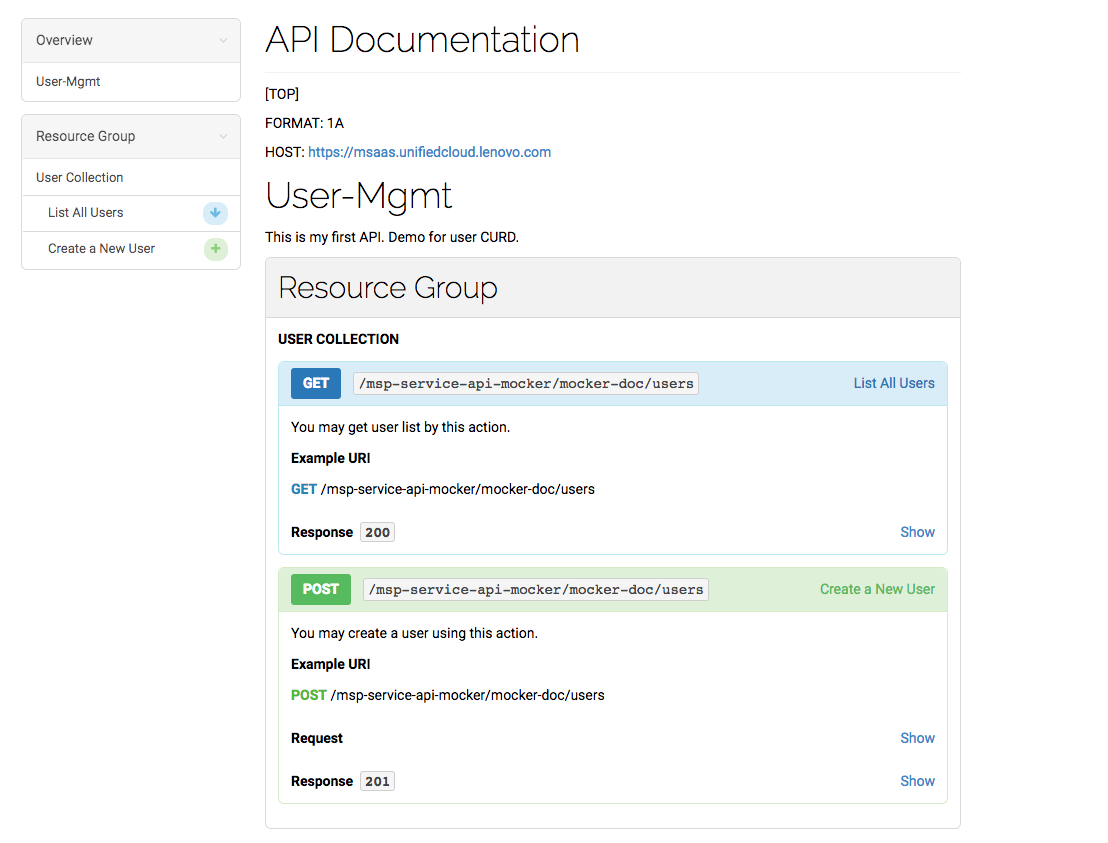 Overview
User-Mgmt
Resource Group
User Collection
List All Users
Create a New User
API Documentation
[TOP]
FORMAT: 1A
HOST: https://msaas.unifiedcloud.lenovo.com
User-Mgmt
This is my first API. Demo for user CURD.
Resource Group
USER COLLECTION
GET /msp-service-api-mocker/mocker-doc/users List All Users
You may get user list by this action.
Example URI
GET /msp-service-api-mocker/mocker-doc/users
Response 200 Show
POST /msp-service-api-mocker/mocker-doc/users Create a New User
You may create a user using this action.
Example URI
POST /msp-service-api-mocker/mocker-doc/users
Request Show
Response 201 Show